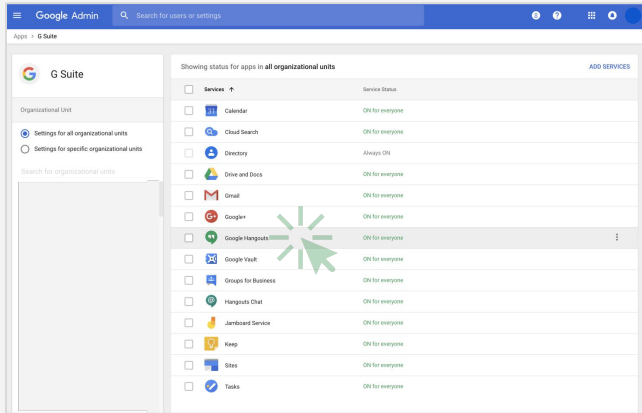 Google Admin
Search for users or settings
Apps > G Suite
G Suite
Organizational Unit
Settings for all organizational units
Settings for specific organizational units
Search for organizational units
Showing status for apps in all organizational units
ADD SERVICES
Services ↑ Service Status
31 Calendar ON for everyone
Cloud Search ON for everyone
Directory Always ON
Drive and Docs ON for everyone
Gmail ON for everyone
G+ Google+ ON for everyone
Google Hangouts ON for everyone
Google Vault ON for everyone
Groups for Business ON for everyone
@ Hangouts Chat ON for everyone
Jamboard Service ON for everyone
Keep ON for everyone
Sites ON for everyone
Tasks ON for everyone